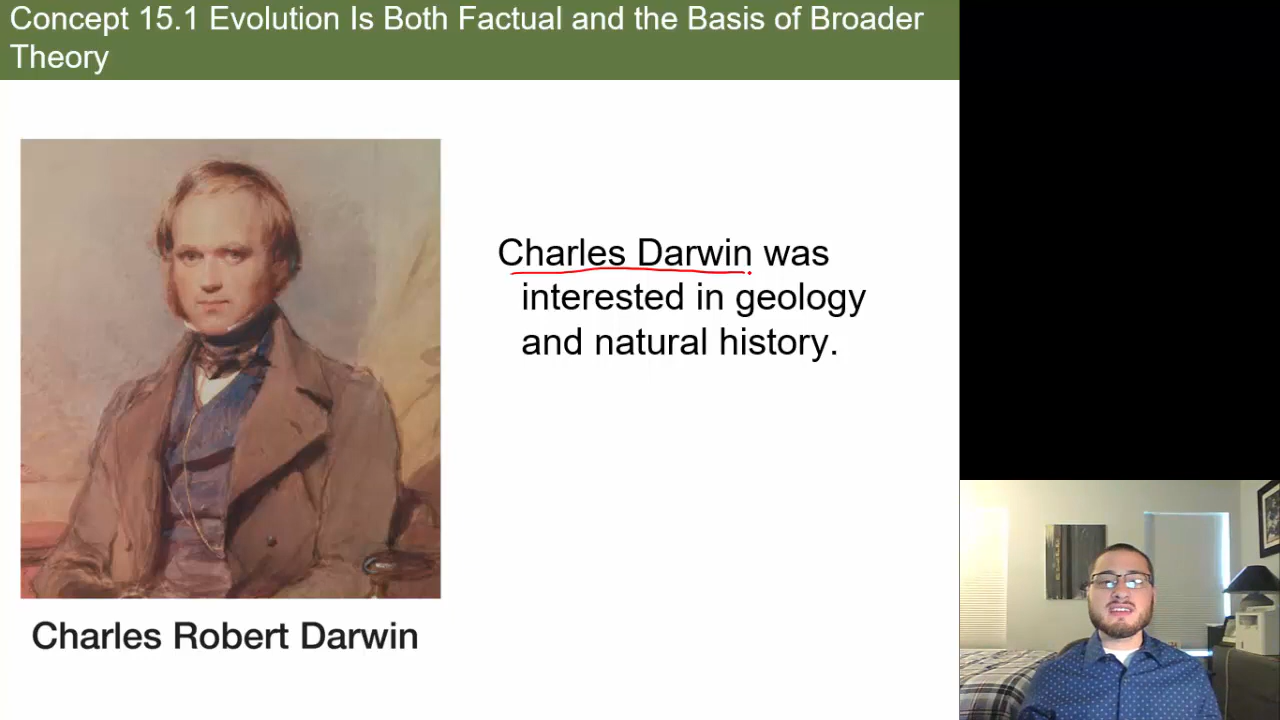 Concept 15.1 Evolution Is Both Factual and the Basis of Broader
Theory
Charles Darwin was
interested in geology
and natural history.
Charles Robert Darwin